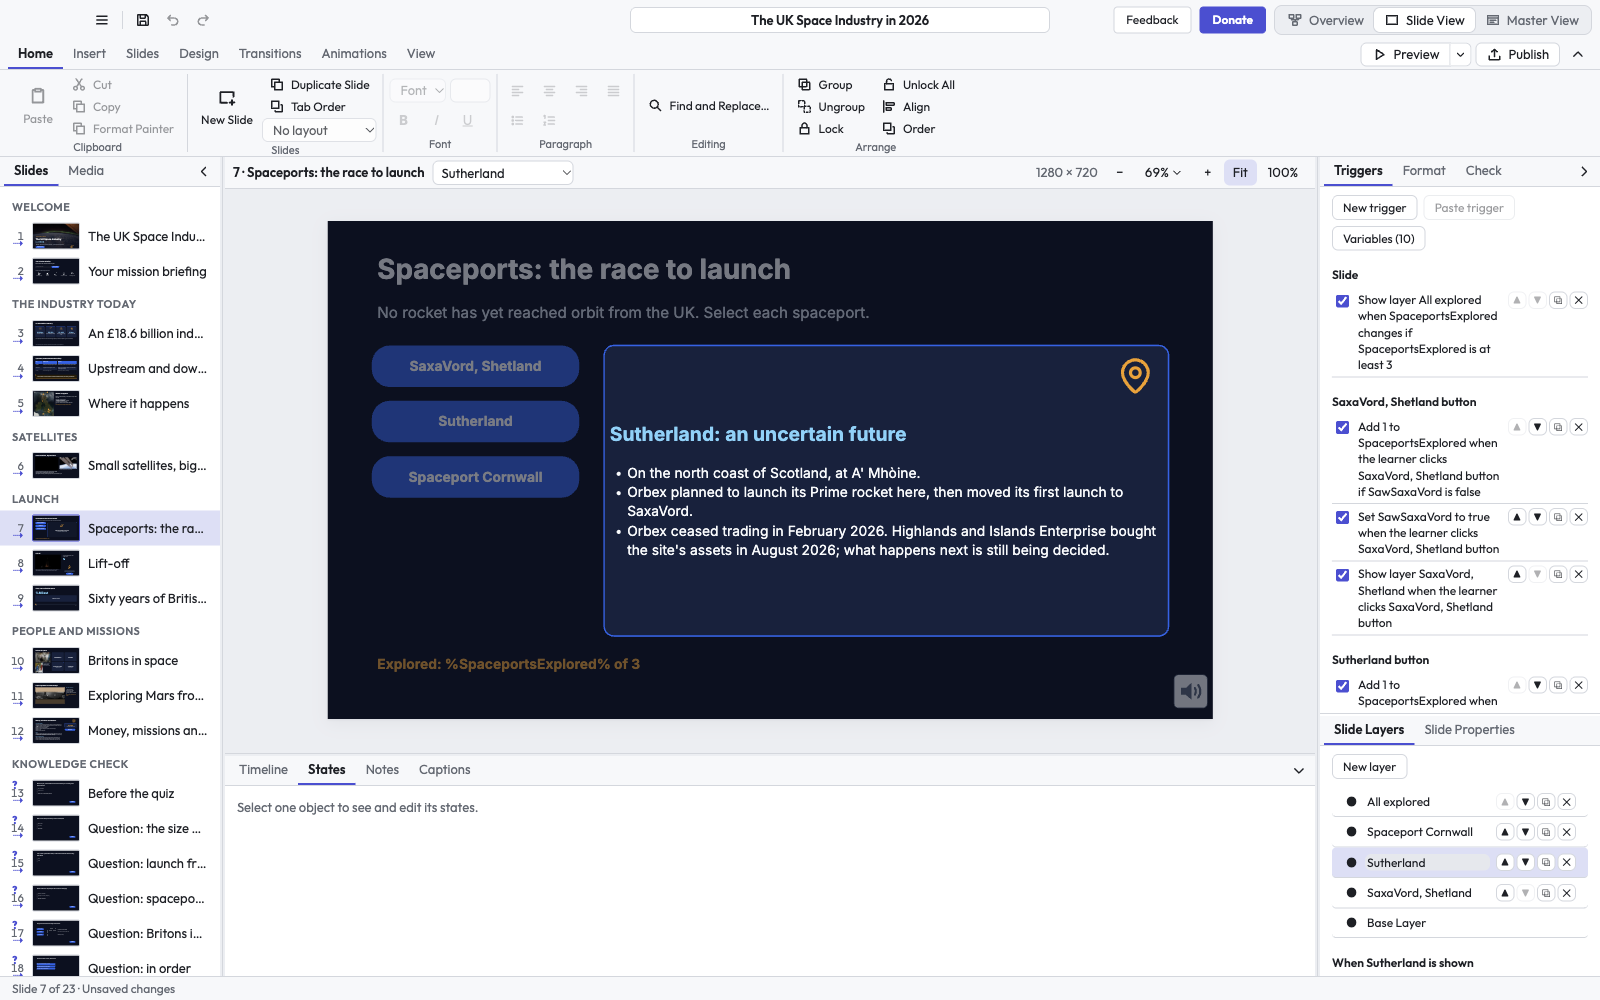 The UK Space Industry in 2026
Feedback
Donate
Overview
Slide View
Master View
Home
Insert
Slides
Design
Transitions
Animations
View
Preview
Publish
Paste
Cut
Copy
Format Painter
Clipboard
New Slide
Duplicate Slide
Tab Order
No layout
Slides
Font
B
I
U
Font
Paragraph
Find and Replace...
Editing
Group
Ungroup
Lock
Unlock All
Align
Order
Arrange
Slides
Media
WELCOME
1
The UK Space Indu...
2
Your mission briefing
THE INDUSTRY TODAY
3
An £18.6 billion ind...
4
Upstream and dow...
5
Where it happens
SATELLITES
6
Small satellites, big...
LAUNCH
7
Spaceports: the ra...
8
Lift-off
9
Sixty years of Britis...
PEOPLE AND MISSIONS
10
Britons in space
11
Exploring Mars fro...
12
Money, missions an...
KNOWLEDGE CHECK
?
13
Before the quiz
?
14
Question: the size ...
?
15
Question: launch fr...
?
16
Question: spacepo...
?
17
Question: Britons i...
?
18
Question: in order
7 · Spaceports: the race to launch
Sutherland
1280 × 720
−
69%
+
Fit
100%
Spaceports: the race to launch
No rocket has yet reached orbit from the UK. Select each spaceport.
SaxaVord, Shetland
Sutherland
Spaceport Cornwall
Sutherland: an uncertain future
• On the north coast of Scotland, at A' Mhòine.
• Orbex planned to launch its Prime rocket here, then moved its first launch to
SaxaVord.
• Orbex ceased trading in February 2026. Highlands and Islands Enterprise bought
the site's assets in August 2026; what happens next is still being decided.
Explored: %SpaceportsExplored% of 3
Timeline
States
Notes
Captions
Select one object to see and edit its states.
Triggers
Format
Check
New trigger
Paste trigger
Variables (10)
Slide
Show layer All explored
when SpaceportsExplored
changes if
SpaceportsExplored is at
least 3
SaxaVord, Shetland button
Add 1 to
SpaceportsExplored when
the learner clicks
SaxaVord, Shetland button
if SawSaxaVord is false
Set SawSaxaVord to true
when the learner clicks
SaxaVord, Shetland button
Show layer SaxaVord,
Shetland when the learner
clicks SaxaVord, Shetland
button
Sutherland button
Add 1 to
SpaceportsExplored when
Slide Layers
Slide Properties
New layer
All explored
Spaceport Cornwall
Sutherland
SaxaVord, Shetland
Base Layer
When Sutherland is shown
Slide 7 of 23 · Unsaved changes